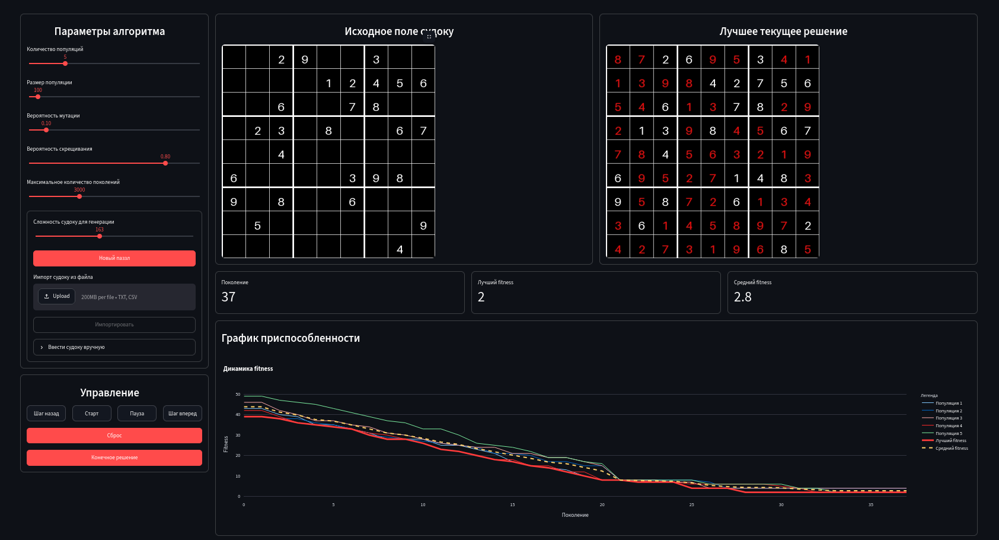 Параметры алгоритма
Количество популяций
5
Размер популяции
100
Вероятность мутации
0.10
Вероятность скрещивания
0.80
Максимальное количество поколений
3000
Сложность судоку для генерации
163
Новый паззл
Импорт судоку из файла
Upload 200MB per file • TXT, CSV
Импортировать
Ввести судоку вручную
Управление
Шаг назад Старт Пауза Шаг вперед
Сброс
Конечное решение
Исходное поле судоку
2 9 3
1 2 4 5 6
6 7 8
2 3 8 6 7
4
6 3 9 8
9 8 6
5 9
4
Лучшее текущее решение
8 7 2 6 9 5 3 4 1
1 3 9 8 4 2 7 5 6
5 4 6 1 3 7 8 2 9
2 1 3 9 8 4 5 6 7
7 8 4 5 6 3 2 1 9
6 9 5 2 7 1 4 8 3
9 5 8 7 2 6 1 3 4
3 6 1 4 5 8 9 7 2
4 2 7 3 1 9 6 8 5
Поколение
37
Лучший fitness
2
Средний fitness
2.8
График приспособленности
Динамика fitness
Fitness
50
40
30
20
10
0
0 5 10 15 20 25 30 35
Поколение
Легенда
Популяция 1
Популяция 2
Популяция 3
Популяция 4
Популяция 5
Лучший fitness
Средний fitness